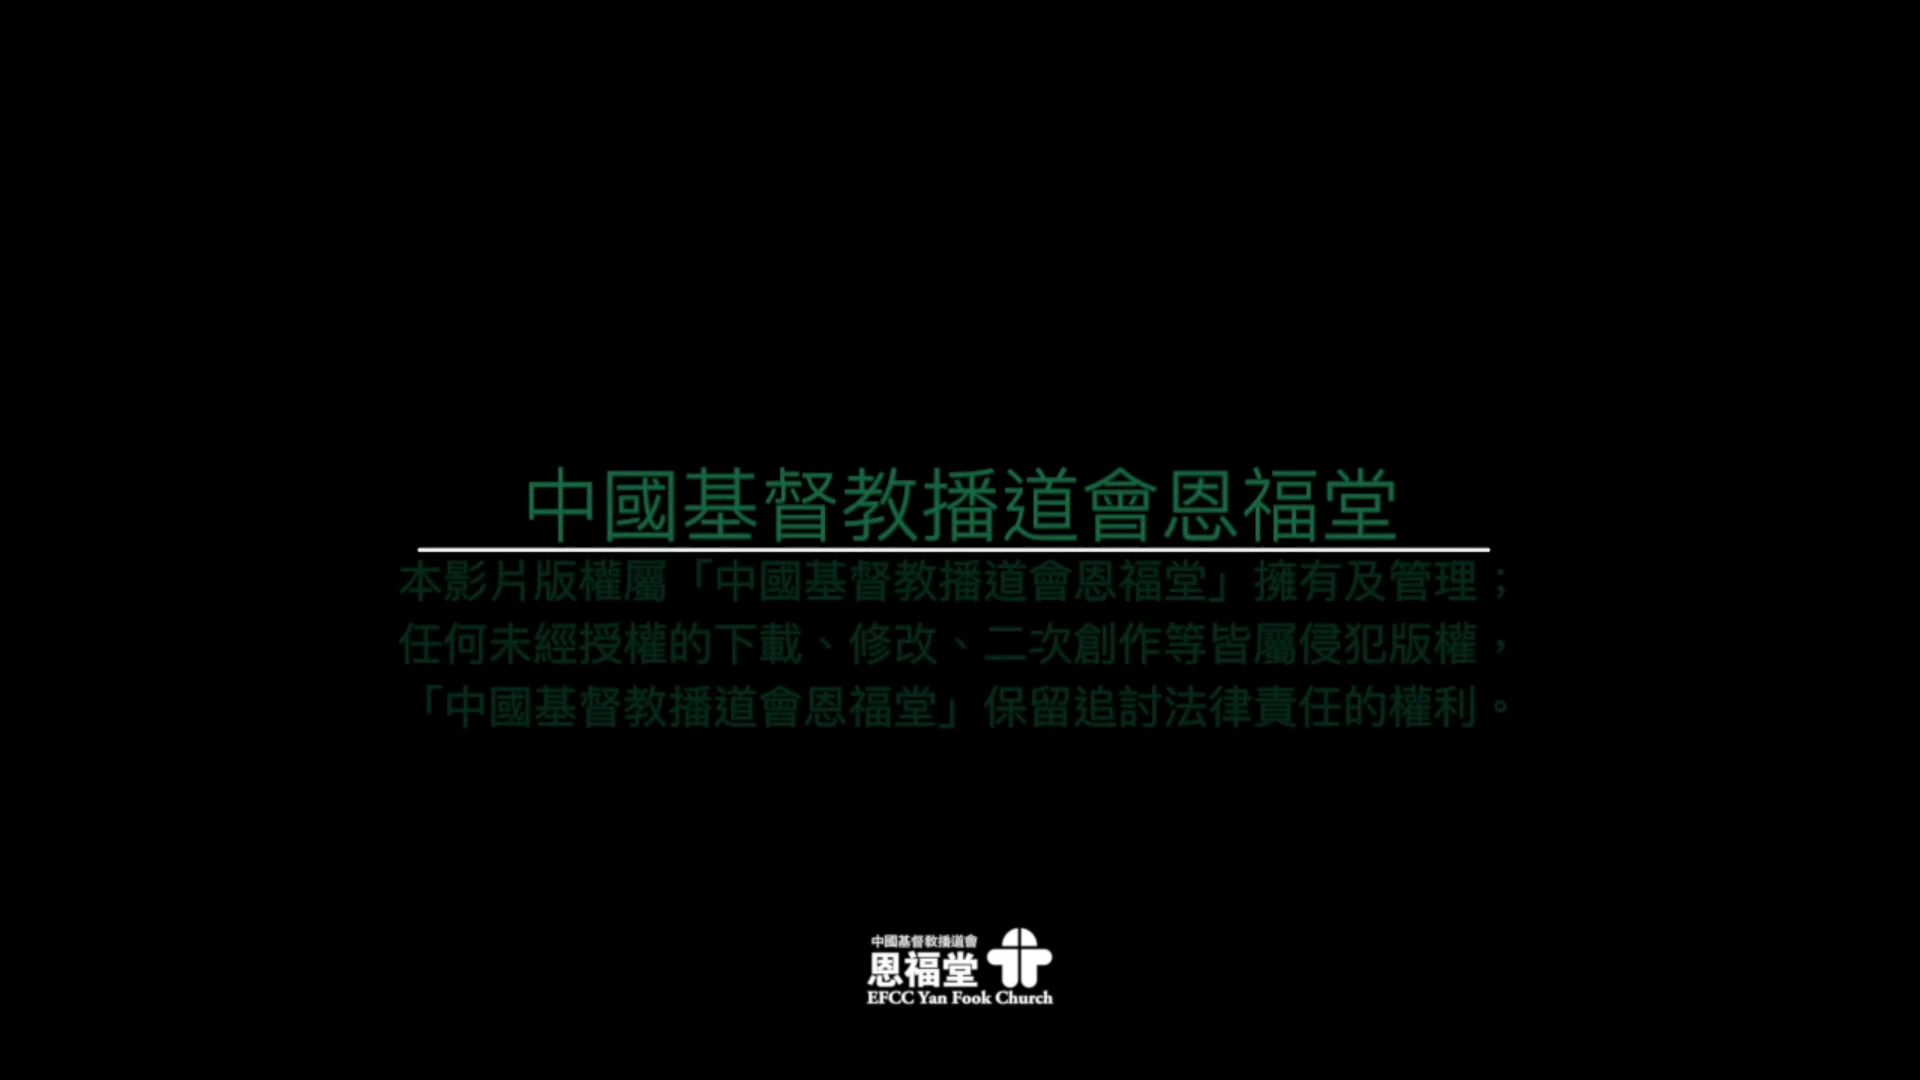 中國基督教播道會恩福堂
本影片版權屬「中國基督教播道會恩福堂」擁有及管理；
任何未經授權的下載、修改、二次創作等皆屬侵犯版權，
「中國基督教播道會恩福堂」保留追討法律責任的權利。
中國基督教播道會
恩福堂
EFCC Yan Fook Church